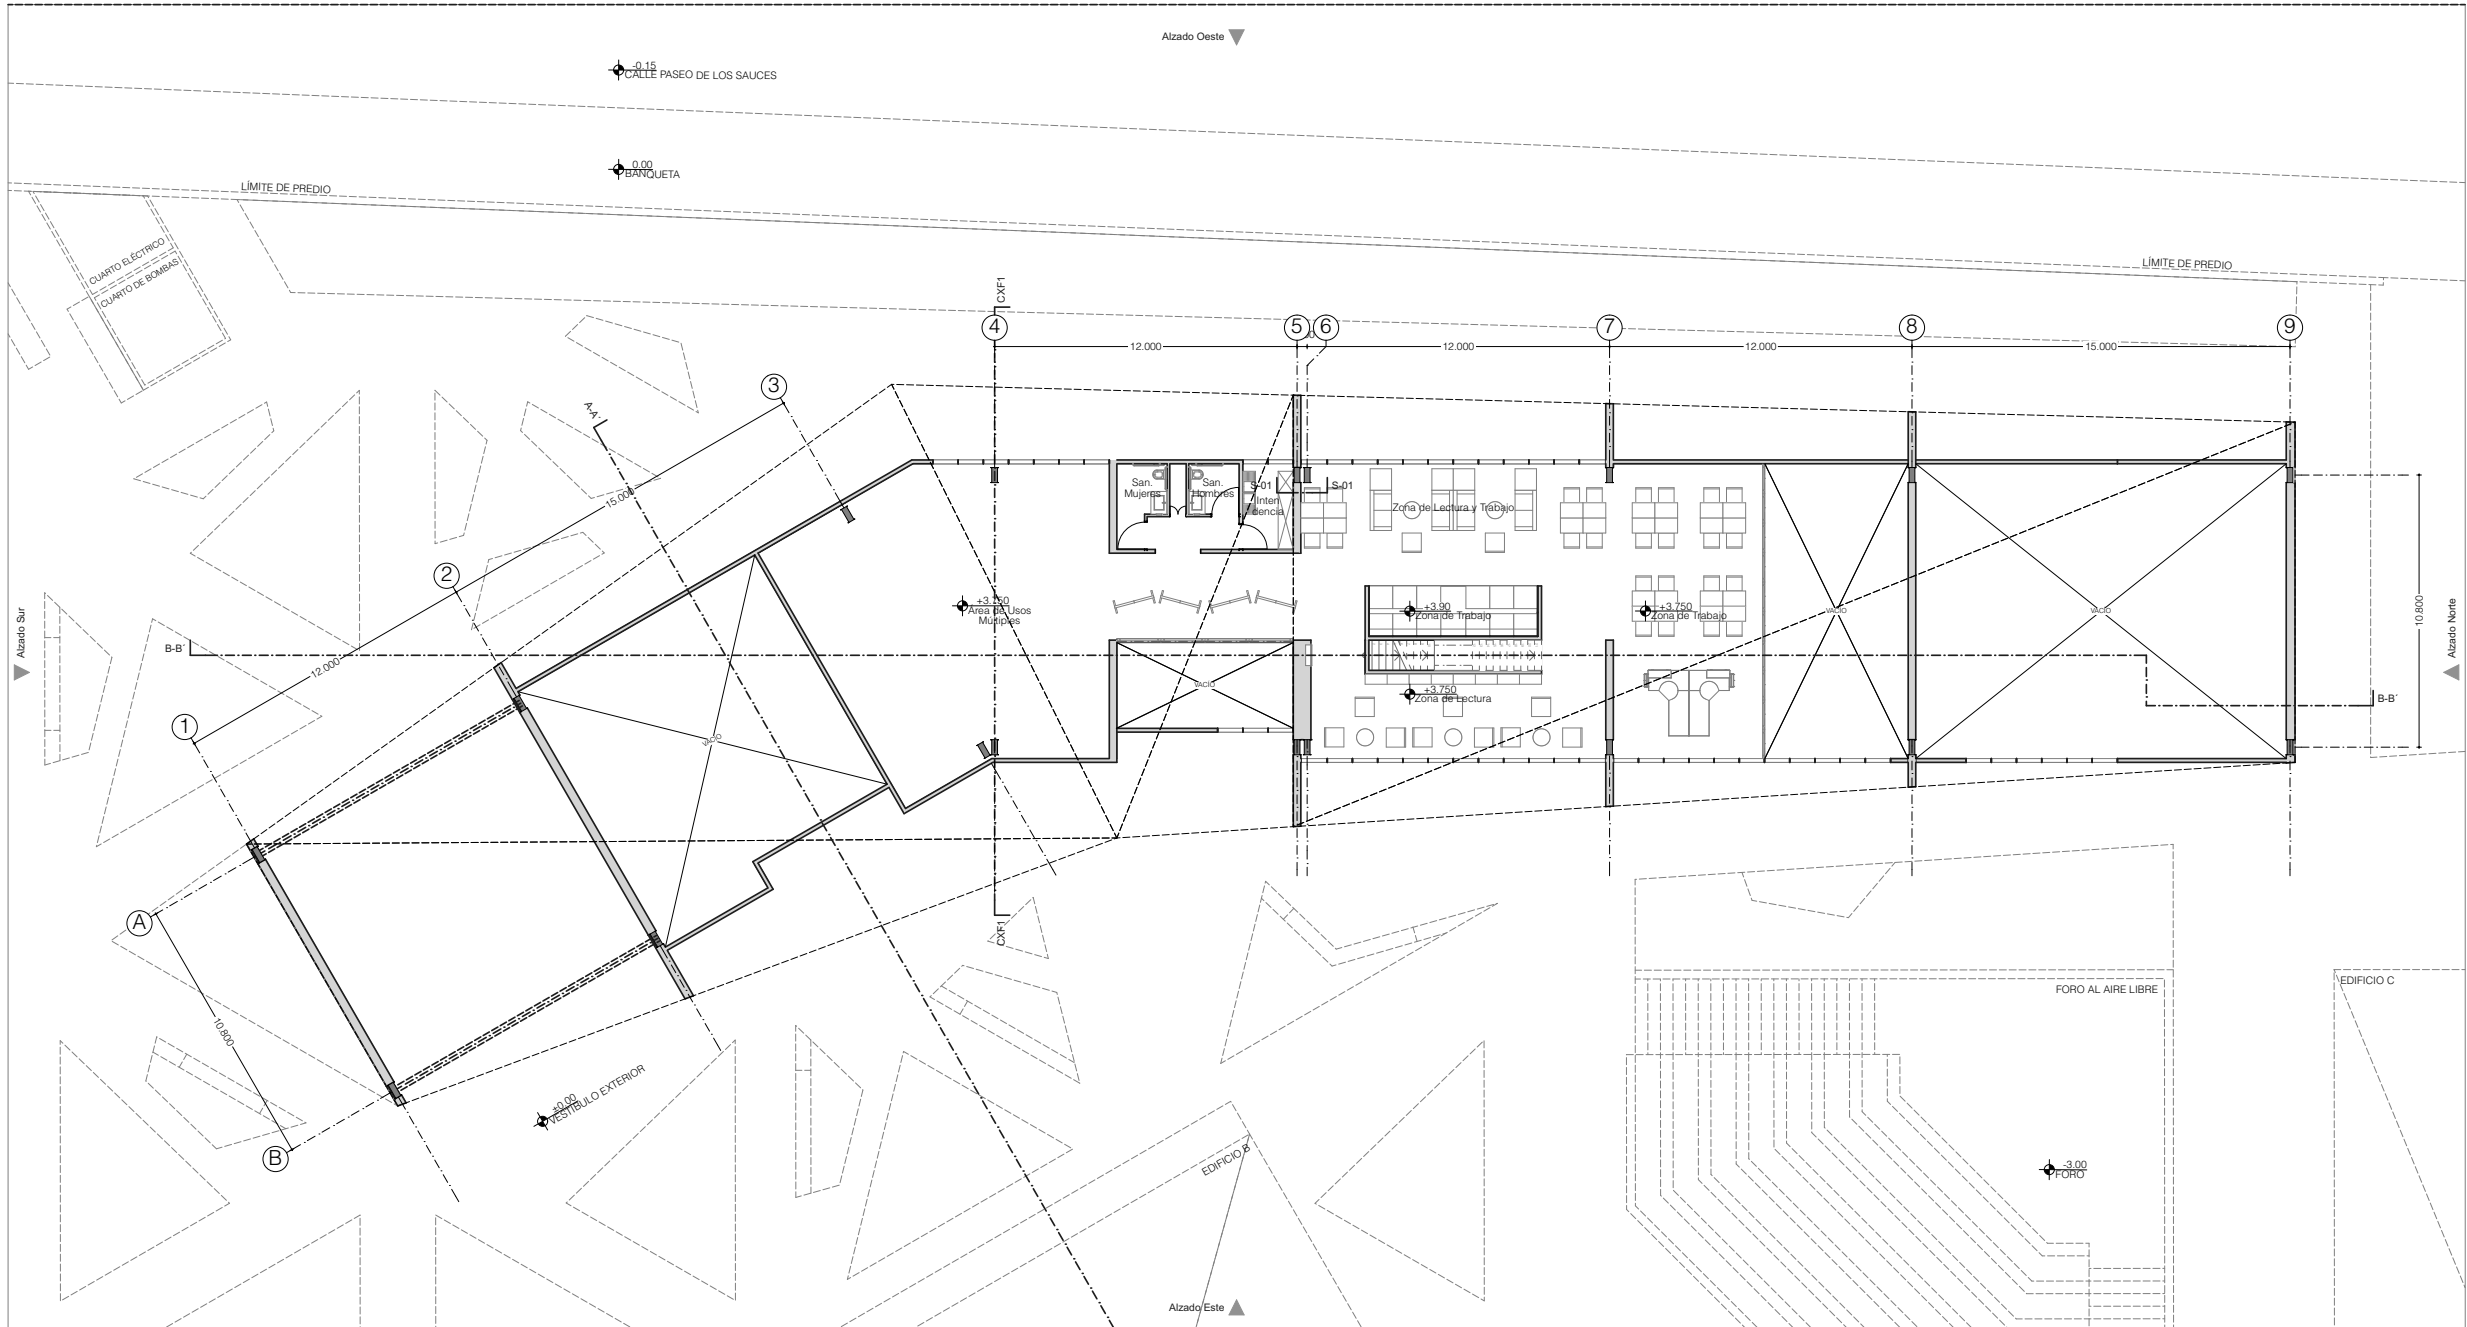 Alzado Oeste
-0.15
CALLE PASEO DE LOS SAUCES
0.00
BANQUETA
LÍMITE DE PREDIO
LÍMITE DE PREDIO
CUARTO ELÉCTRICO
CUARTO DE BOMBAS
CXF1
4
5
6
7
8
9
12.000
12.000
12.000
15.000
3
A-A´
15.000
2
12.000
1
San.
Mujeres
San.
Hombres
S-01
S-01
Inten
dencia
Zona de Lectura y Trabajo
+3.750
Área de Usos
Múltiples
+3.90
Zona de Trabajo
+3.750
Zona de Trabajo
VACÍO
VACÍO
10.800
Alzado Sur
Alzado Norte
B-B´
B-B´
VACÍO
VACÍO
+3.750
Zona de Lectura
A
CXF1
10.800
B
±0.00
VESTÍBULO EXTERIOR
EDIFICIO B
FORO AL AIRE LIBRE
EDIFICIO C
-3.00
FORO
Alzado Este